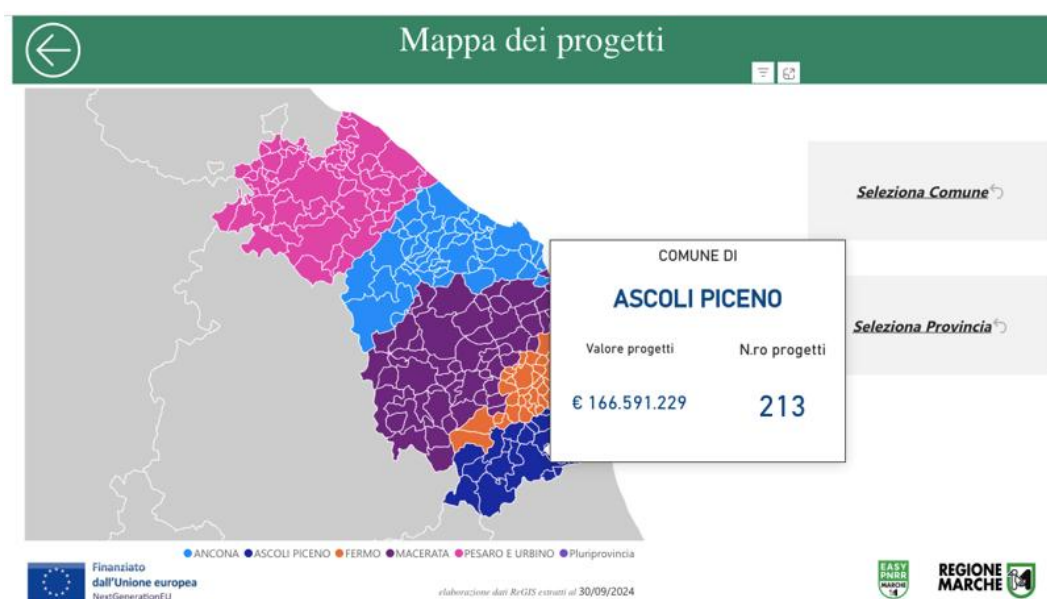 Mappa dei progetti
Seleziona Comune
COMUNE DI
ASCOLI PICENO
Valore progetti
N.ro progetti
€ 166.591.229
213
Seleziona Provincia
ANCONA ASCOLI PICENO FERMO MACERATA PESARO E URBINO Pluriprovincia
Finanziato
dall'Unione europea
NextGenerationEU
elaborazione dati ReGIS estratti al 30/09/2024
EASY
PNRR
MARCHE
REGIONE
MARCHE